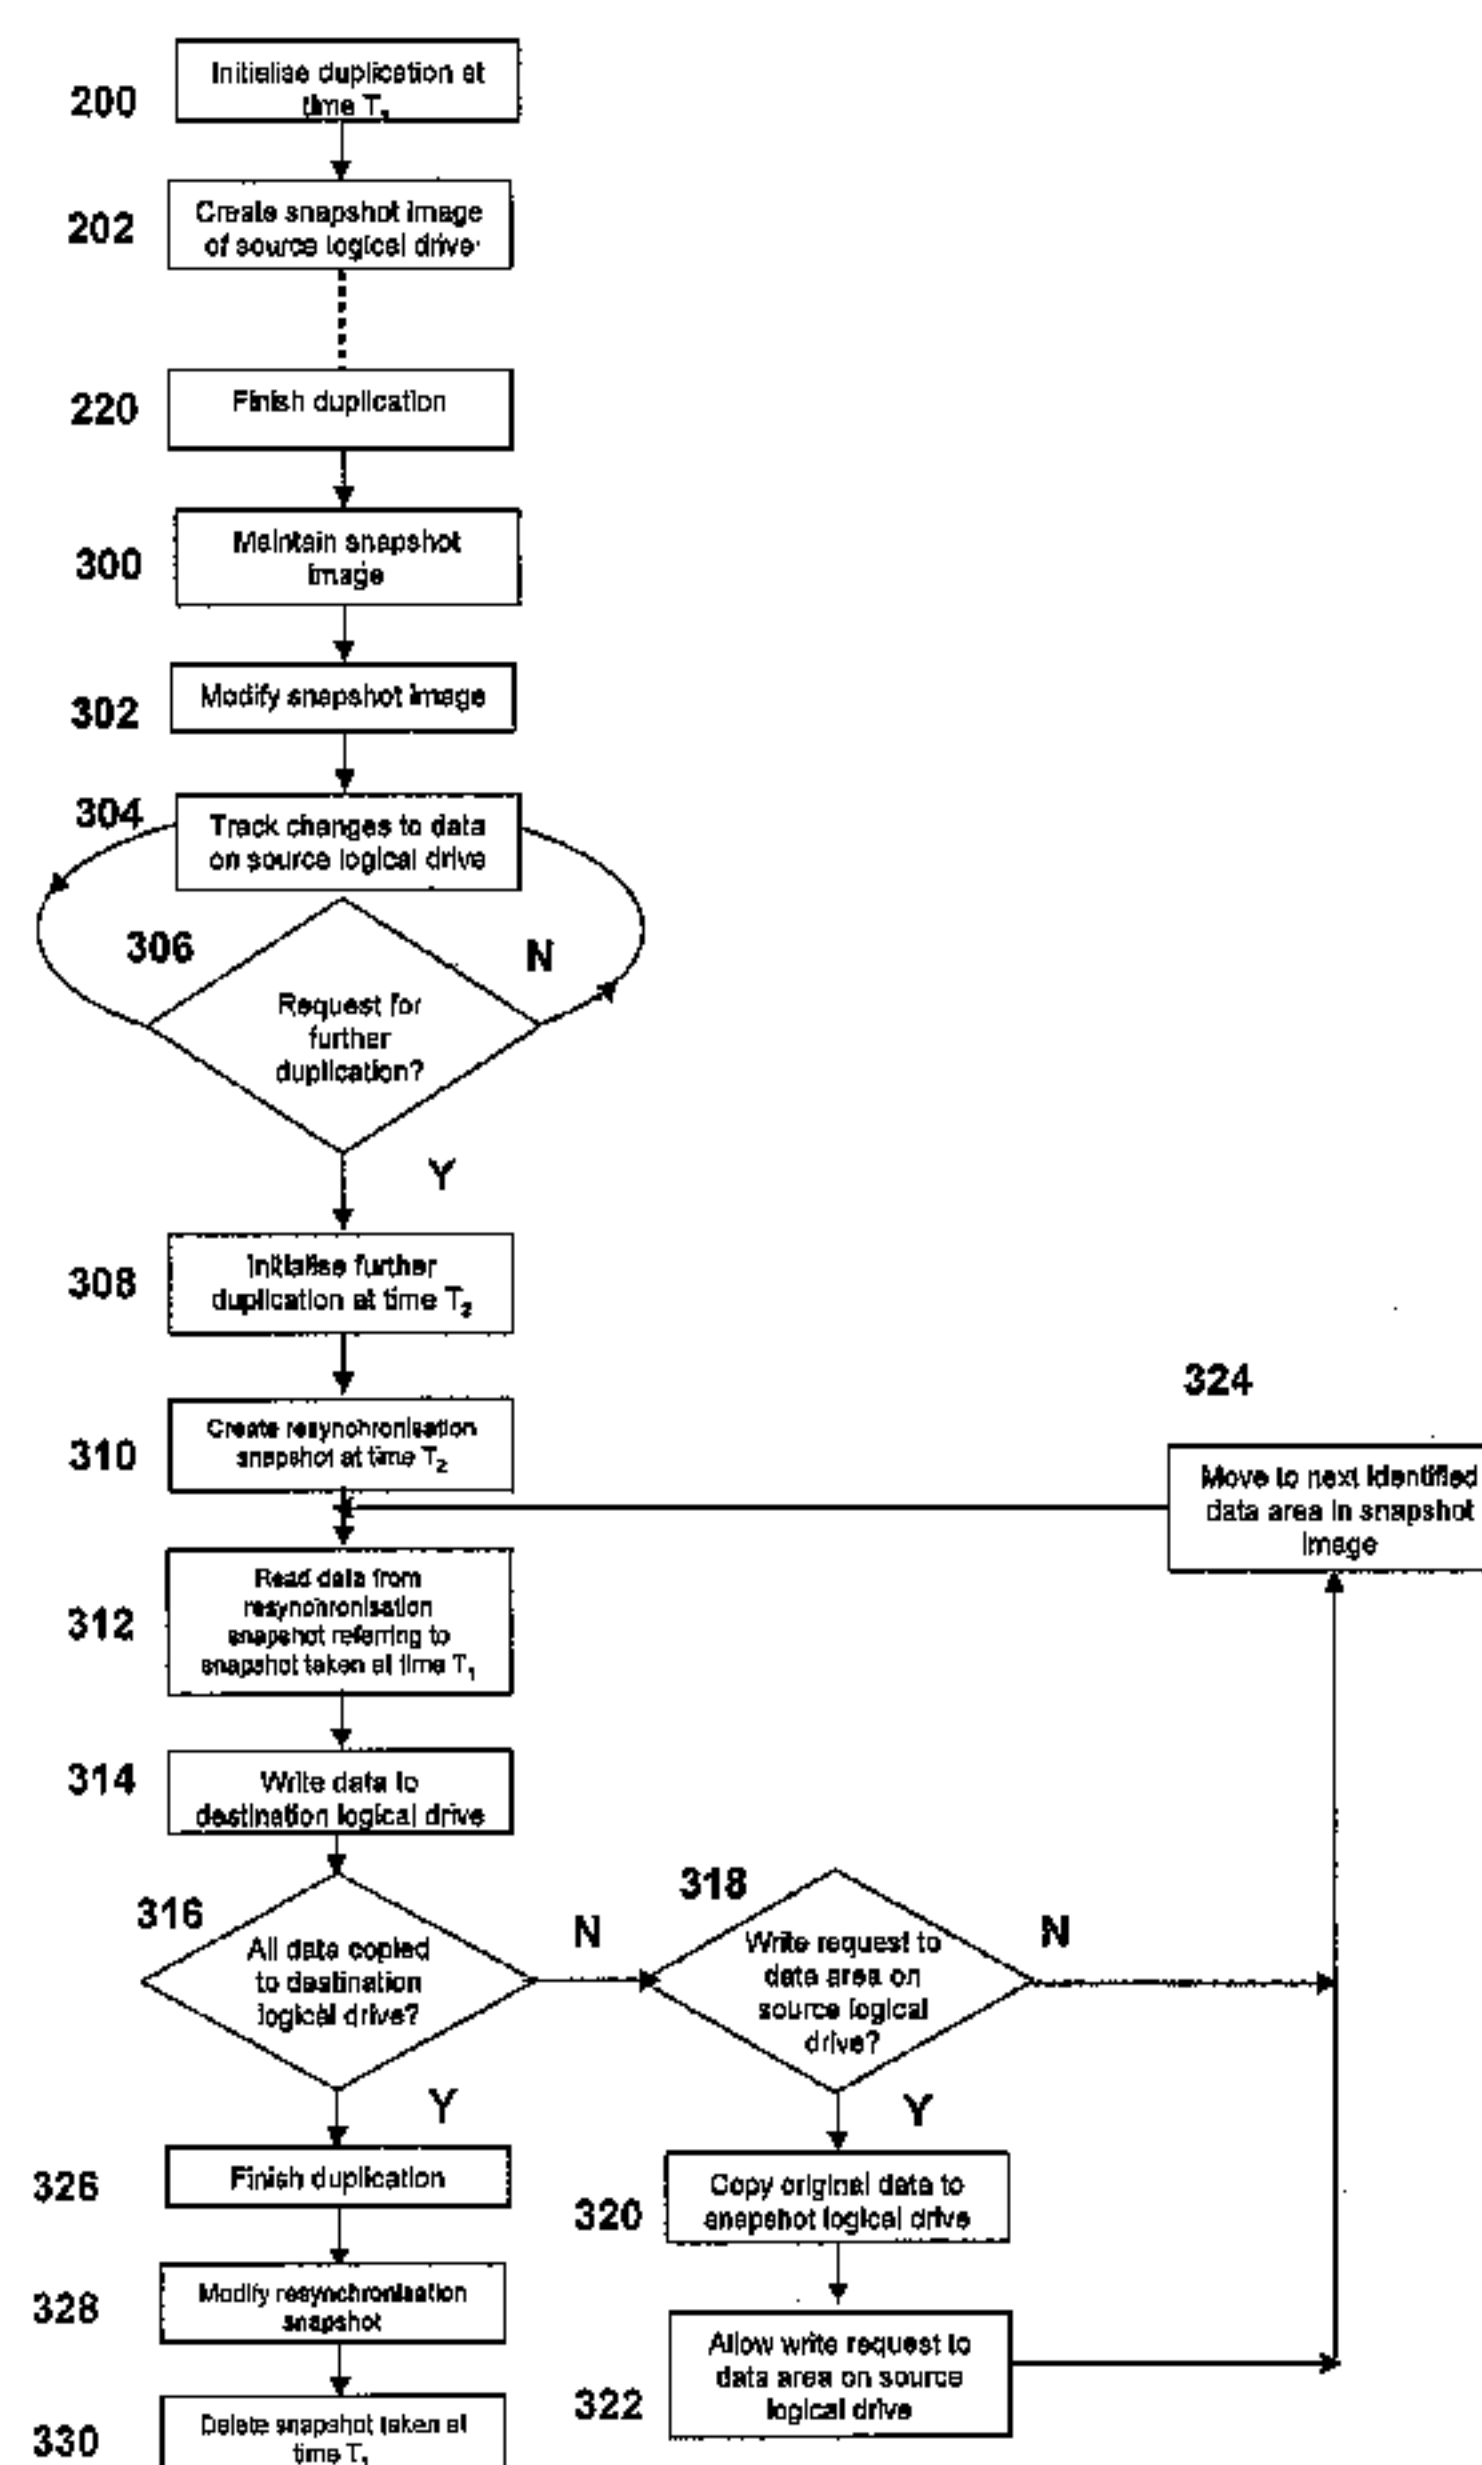 200
Initialise duplication at
time T1
202
Create snapshot image
of source logical drive
220
Finish duplication
300
Maintain snapshot
image
302
Modify snapshot image
304
Track changes to data
on source logical drive
306
N
Request for
further
duplication?
Y
308
Initialise further
duplication at time T2
310
Create resynchronisation
snapshot at time T2
324
Move to next identified
data area in snapshot
image
312
Read data from
resynchronisation
snapshot referring to
snapshot taken at time T1
314
Write data to
destination logical drive
316
All data copied
to destination
logical drive?
N
318
Write request to
data area on
source logical
drive?
N
Y
Y
326
Finish duplication
320
Copy original data to
snapshot logical drive
328
Modify resynchronisation
snapshot
322
Allow write request to
data area on source
logical drive
330
Delete snapshot taken at
time T1